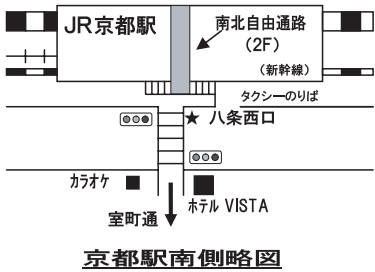 JR京都駅
南北自由通路
(2F)
(新幹線)
タクシーのりば
★八条西口
カラオケ
ホテル VISTA
室町通
京都駅南側略図